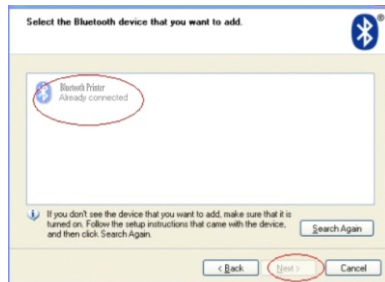 Select the Bluetooth device that you want to add.
Bluetooth Printer
Already connected
If you don't see the device that you want to add, make sure that it is
turned on. Follow the setup instructions that came with the device,
and then click Search Again.
Search Again
< Back
Next >
Cancel